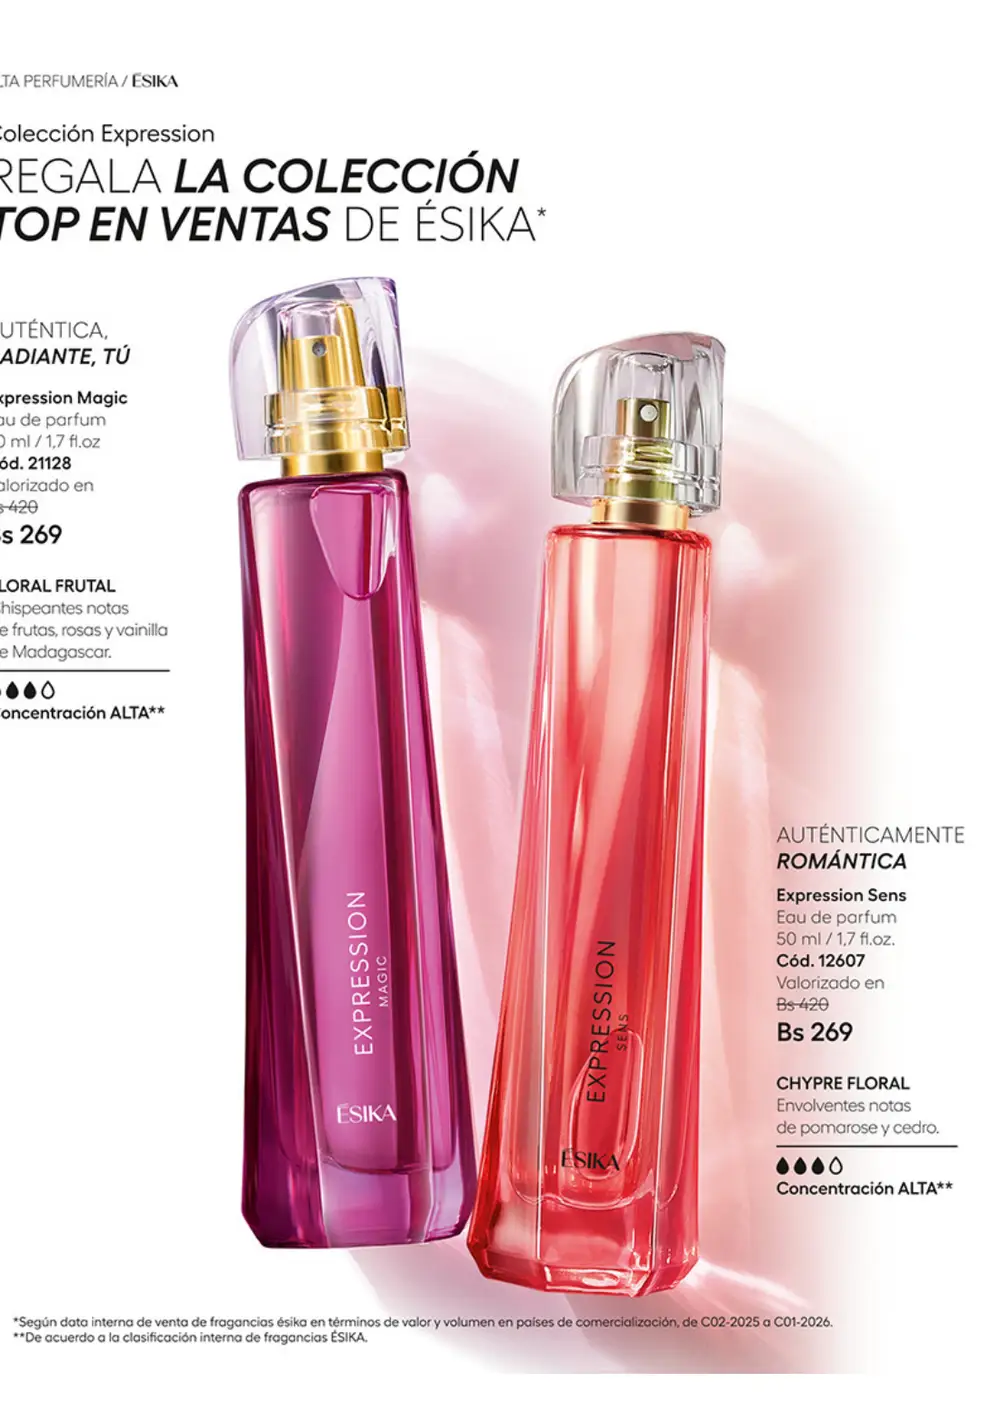 LTA PERFUMERÍA / ÉSIKA
Colección Expression
REGALA LA COLECCIÓN
TOP EN VENTAS DE ÉSIKA*
UTÉNTICA,
ADIANTE, TÚ
xpression Magic
au de parfum
0 ml / 1,7 fl.oz
ód. 21128
alorizado en
s 420
Bs 269
LORAL FRUTAL
hispeantes notas
e frutas, rosas y vainilla
e Madagascar.
oncentración ALTA**
EXPRESSION
MAGIC
ÉSIKA
EXPRESSION
SENS
ÉSIKA
AUTÉNTICAMENTE
ROMÁNTICA
Expression Sens
Eau de parfum
50 ml / 1,7 fl.oz.
Cód. 12607
Valorizado en
Bs 420
Bs 269
CHYPRE FLORAL
Envolventes notas
de pomarose y cedro.
Concentración ALTA**
*Según data interna de venta de fragancias ésika en términos de valor y volumen en países de comercialización, de C02-2025 a C01-2026.
**De acuerdo a la clasificación interna de fragancias ÉSIKA.